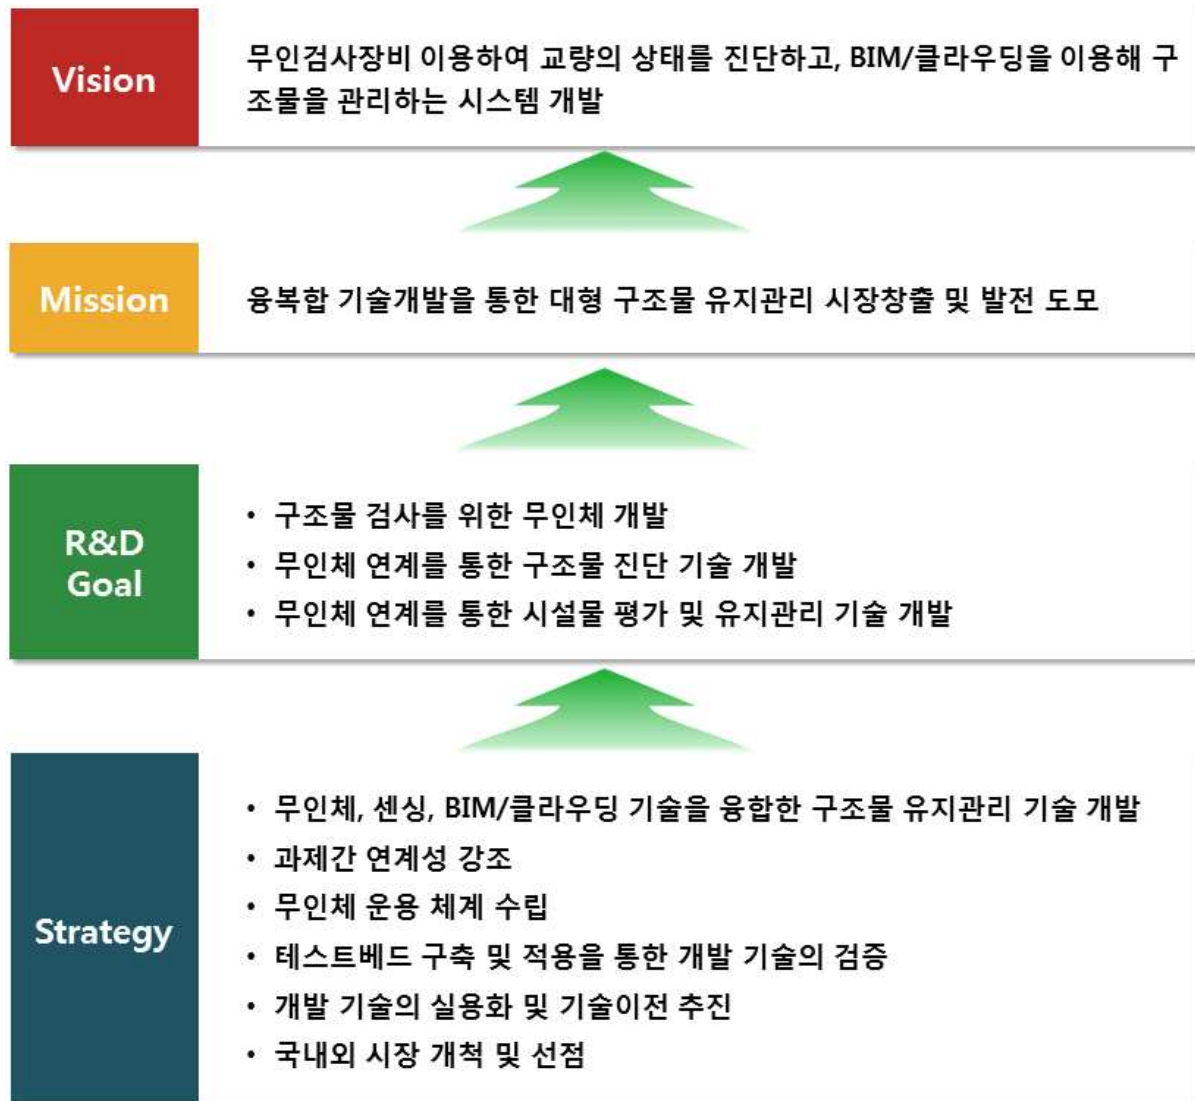 Vision
무인검사장비 이용하여 교량의 상태를 진단하고, BIM/클라우딩을 이용해 구
조물을 관리하는 시스템 개발
Mission
융복합 기술개발을 통한 대형 구조물 유지관리 시장창출 및 발전 도모
R&D
Goal
• 구조물 검사를 위한 무인체 개발
• 무인체 연계를 통한 구조물 진단 기술 개발
• 무인체 연계를 통한 시설물 평가 및 유지관리 기술 개발
Strategy
• 무인체, 센싱, BIM/클라우딩 기술을 융합한 구조물 유지관리 기술 개발
• 과제간 연계성 강조
• 무인체 운용 체계 수립
• 테스트베드 구축 및 적용을 통한 개발 기술의 검증
• 개발 기술의 실용화 및 기술이전 추진
• 국내외 시장 개척 및 선점